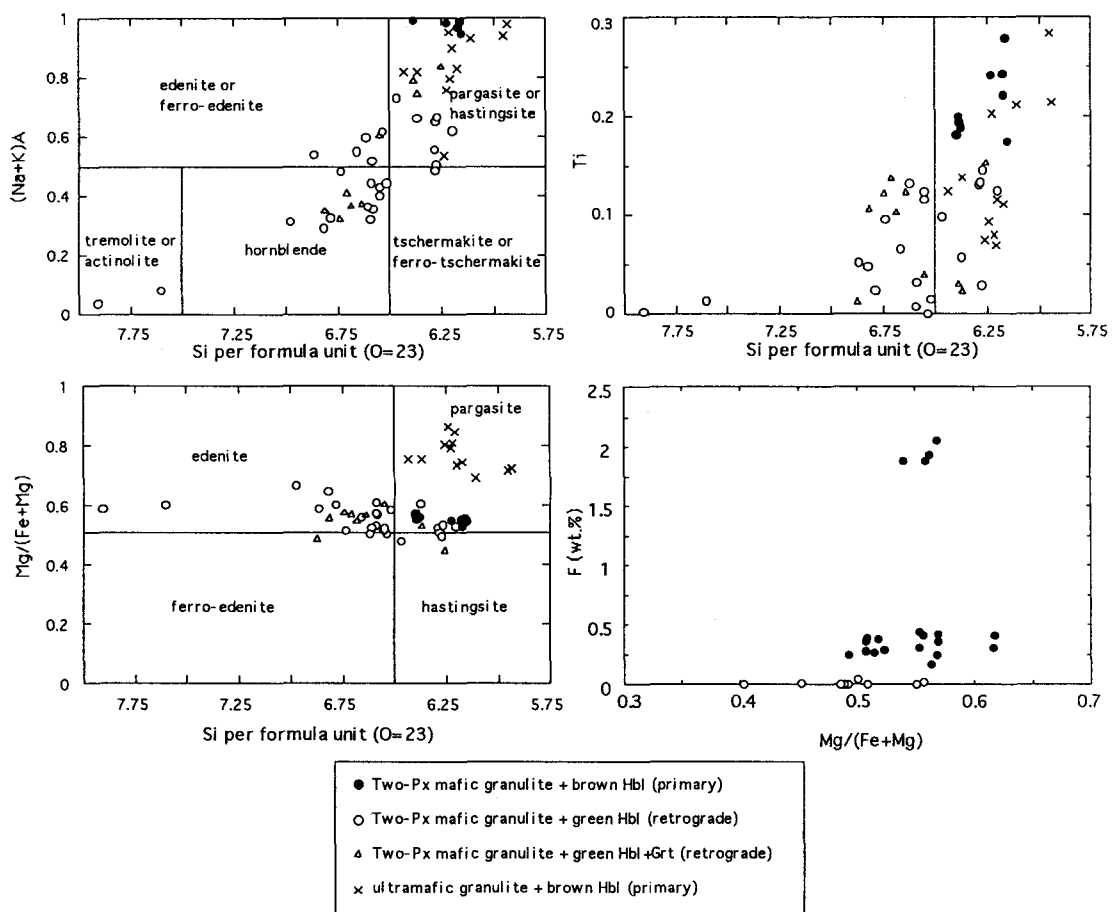 1
0.8
0.6
0.4
0.2
0
(Na+K)A
edenite or
ferro-edenite
pargasite or
hastingsite
tremolite or
actinolite
hornblende
tschermakite or
ferro-tschermakite
7.75
7.25
6.75
6.25
5.75
Si per formula unit (O=23)
0.3
0.2
0.1
0
Ti
7.75
7.25
6.75
6.25
5.75
Si per formula unit (O=23)
1
0.8
0.6
0.4
0.2
0
Mg/(Fe+Mg)
pargasite
edenite
ferro-edenite
hastingsite
7.75
7.25
6.75
6.25
5.75
Si per formula unit (O=23)
2.5
2
1.5
1
0.5
0
F (wt.%)
0.3
0.4
0.5
0.6
0.7
Mg/(Fe+Mg)
Two-Px mafic granulite + brown Hbl (primary)
Two-Px mafic granulite + green Hbl (retrograde)
Two-Px mafic granulite + green Hbl+Grt (retrograde)
ultramafic granulite + brown Hbl (primary)